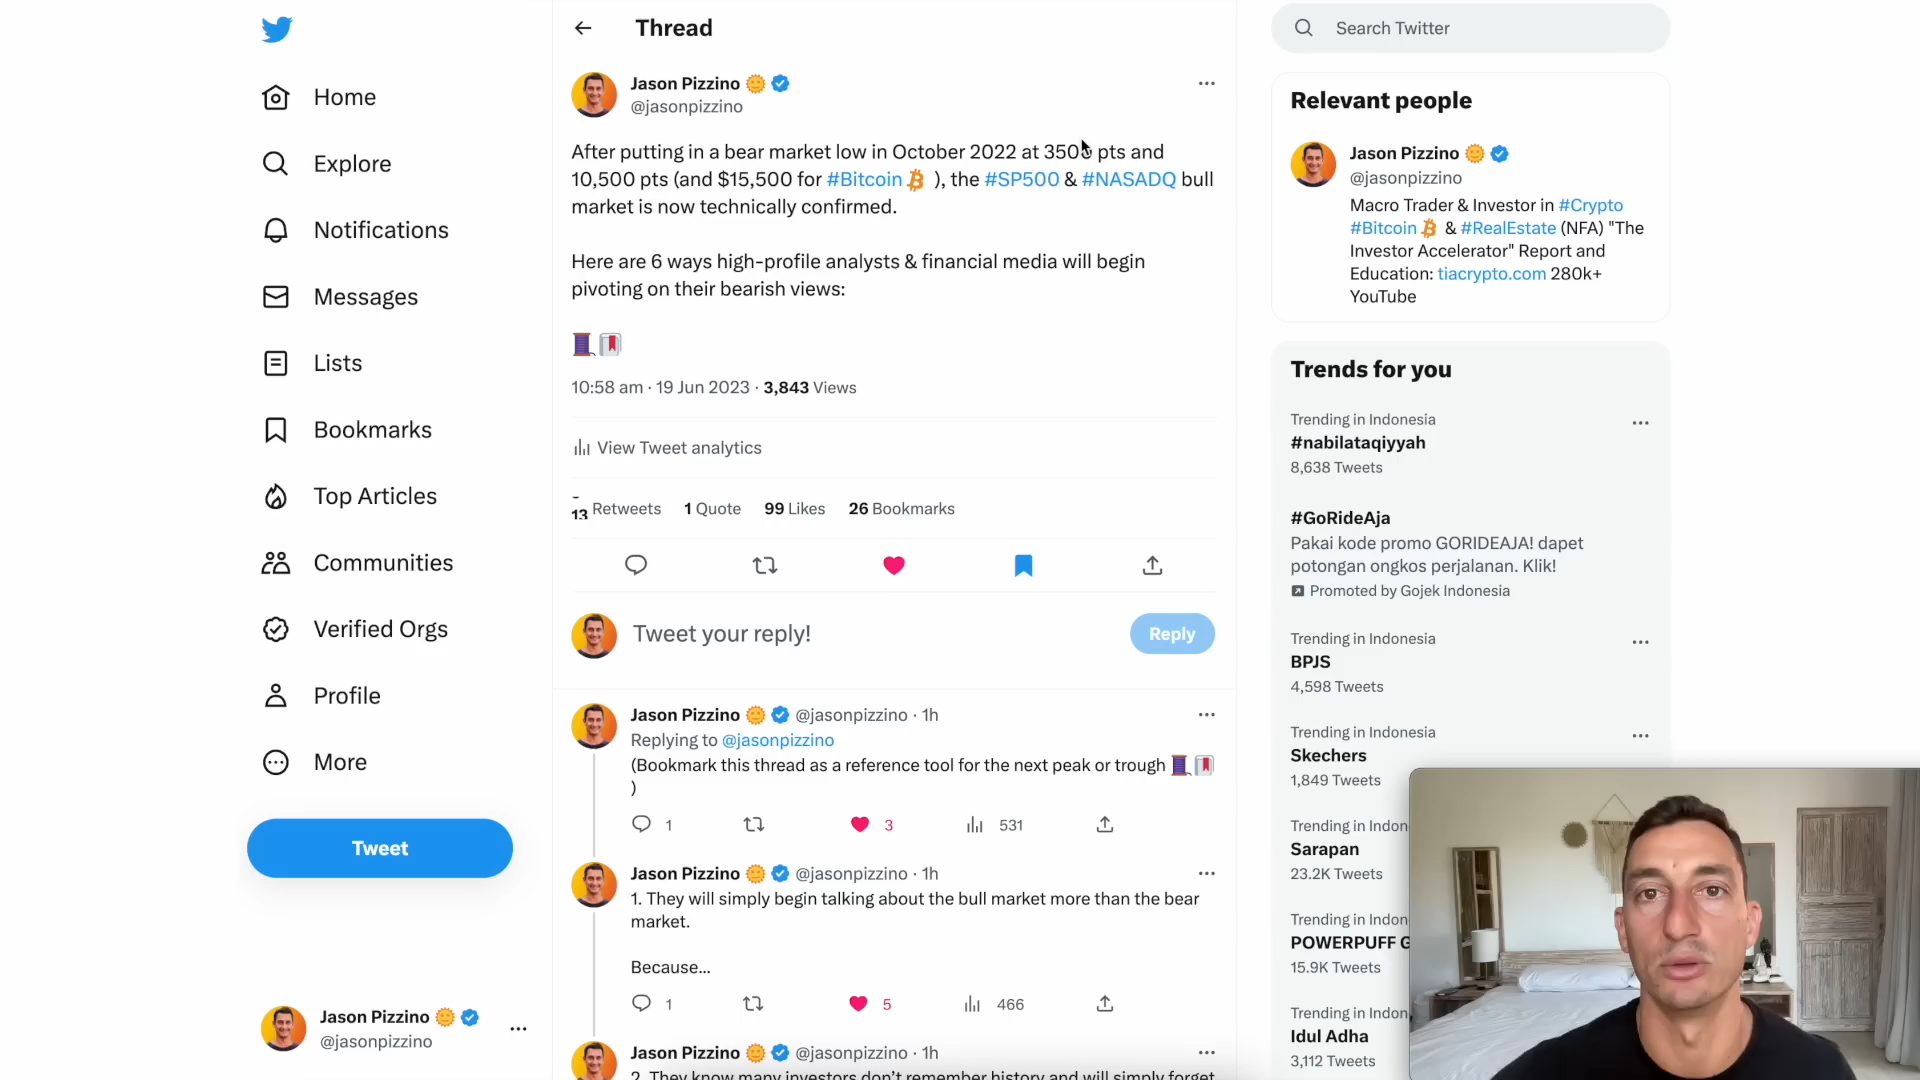 Home
Explore
Notifications
Messages
Lists
Bookmarks
Top Articles
Communities
Verified Orgs
Profile
More
Tweet
Jason Pizzino
@jasonpizzino
Thread
Jason Pizzino
@jasonpizzino
After putting in a bear market low in October 2022 at 3500 pts and
10,500 pts (and $15,500 for #Bitcoin ), the #SP500 & #NASADQ bull
market is now technically confirmed.
Here are 6 ways high-profile analysts & financial media will begin
pivoting on their bearish views:
10:58 am · 19 Jun 2023 · 3,843 Views
View Tweet analytics
13 Retweets 1 Quote 99 Likes 26 Bookmarks
Tweet your reply!
Reply
Jason Pizzino @jasonpizzino · 1h
Replying to @jasonpizzino
(Bookmark this thread as a reference tool for the next peak or trough
)
1 3 531
Jason Pizzino @jasonpizzino · 1h
1. They will simply begin talking about the bull market more than the bear
market.
Because...
1 5 466
Jason Pizzino @jasonpizzino · 1h
2. They know many investors don't remember history and will simply forget
Search Twitter
Relevant people
Jason Pizzino
@jasonpizzino
Macro Trader & Investor in #Crypto
#Bitcoin & #RealEstate (NFA) "The
Investor Accelerator" Report and
Education: tiacrypto.com 280k+
YouTube
Trends for you
Trending in Indonesia
#nabilataqiyyah
8,638 Tweets
#GoRideAja
Pakai kode promo GORIDEAJA! dapet
potongan ongkos perjalanan. Klik!
Promoted by Gojek Indonesia
Trending in Indonesia
BPJS
4,598 Tweets
Trending in Indonesia
Skechers
1,849 Tweets
Trending in Indon
Sarapan
23.2K Tweets
Trending in Indon
POWERPUFF G
15.9K Tweets
Trending in Indon
Idul Adha
3,112 Tweets